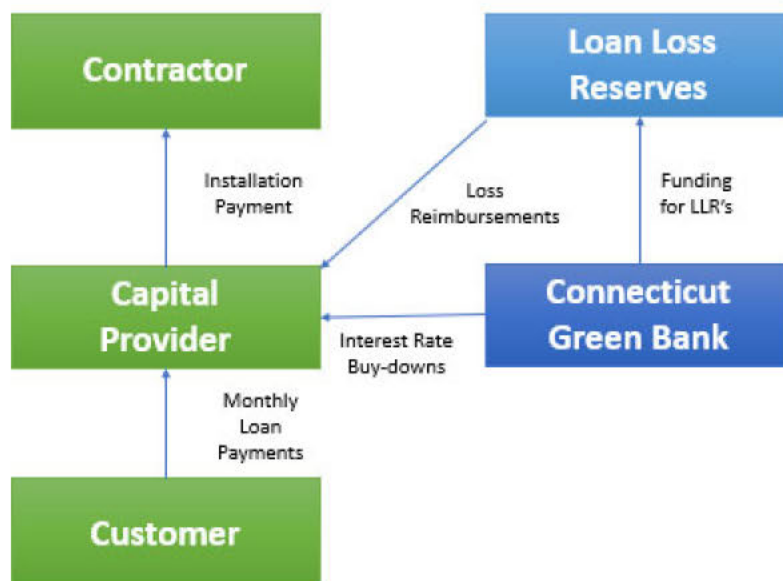 Contractor
Loan Loss
Reserves
Installation
Payment
Loss
Reimbursements
Funding
for LLR's
Capital
Provider
Connecticut
Green Bank
Interest Rate
Buy-downs
Monthly
Loan
Payments
Customer